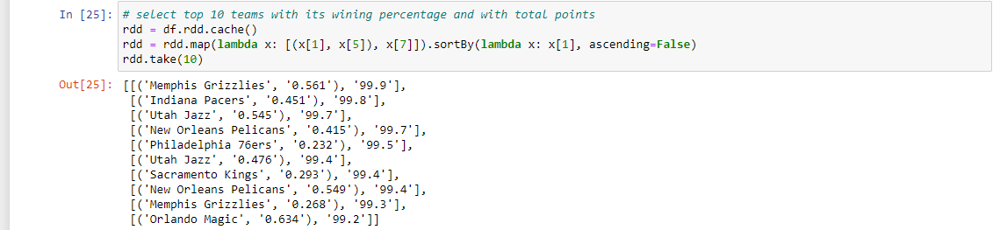 In [25]: # select top 10 teams with its wining percentage and with total points
rdd = df.rdd.cache()
rdd = rdd.map(lambda x: [(x[1], x[5]), x[7]]).sortBy(lambda x: x[1], ascending=False)
rdd.take(10)
Out[25]: [[('Memphis Grizzlies', '0.561'), '99.9'],
[('Indiana Pacers', '0.451'), '99.8'],
[('Utah Jazz', '0.545'), '99.7'],
[('New Orleans Pelicans', '0.415'), '99.7'],
[('Philadelphia 76ers', '0.232'), '99.5'],
[('Utah Jazz', '0.476'), '99.4'],
[('Sacramento Kings', '0.293'), '99.4'],
[('New Orleans Pelicans', '0.549'), '99.4'],
[('Memphis Grizzlies', '0.268'), '99.3'],
[('Orlando Magic', '0.634'), '99.2']]